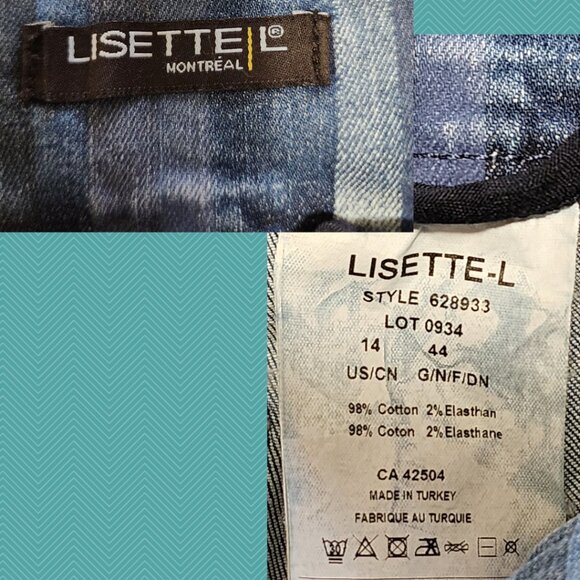 LISETTE L®
MONTRÉAL
LISETTE-L
STYLE 628933
LOT 0934
14 44
US/CN G/N/F/DN
98% Cotton 2% Elasthan
98% Coton 2% Elasthane
CA 42504
MADE IN TURKEY
FABRIQUE AU TURQUIE
30